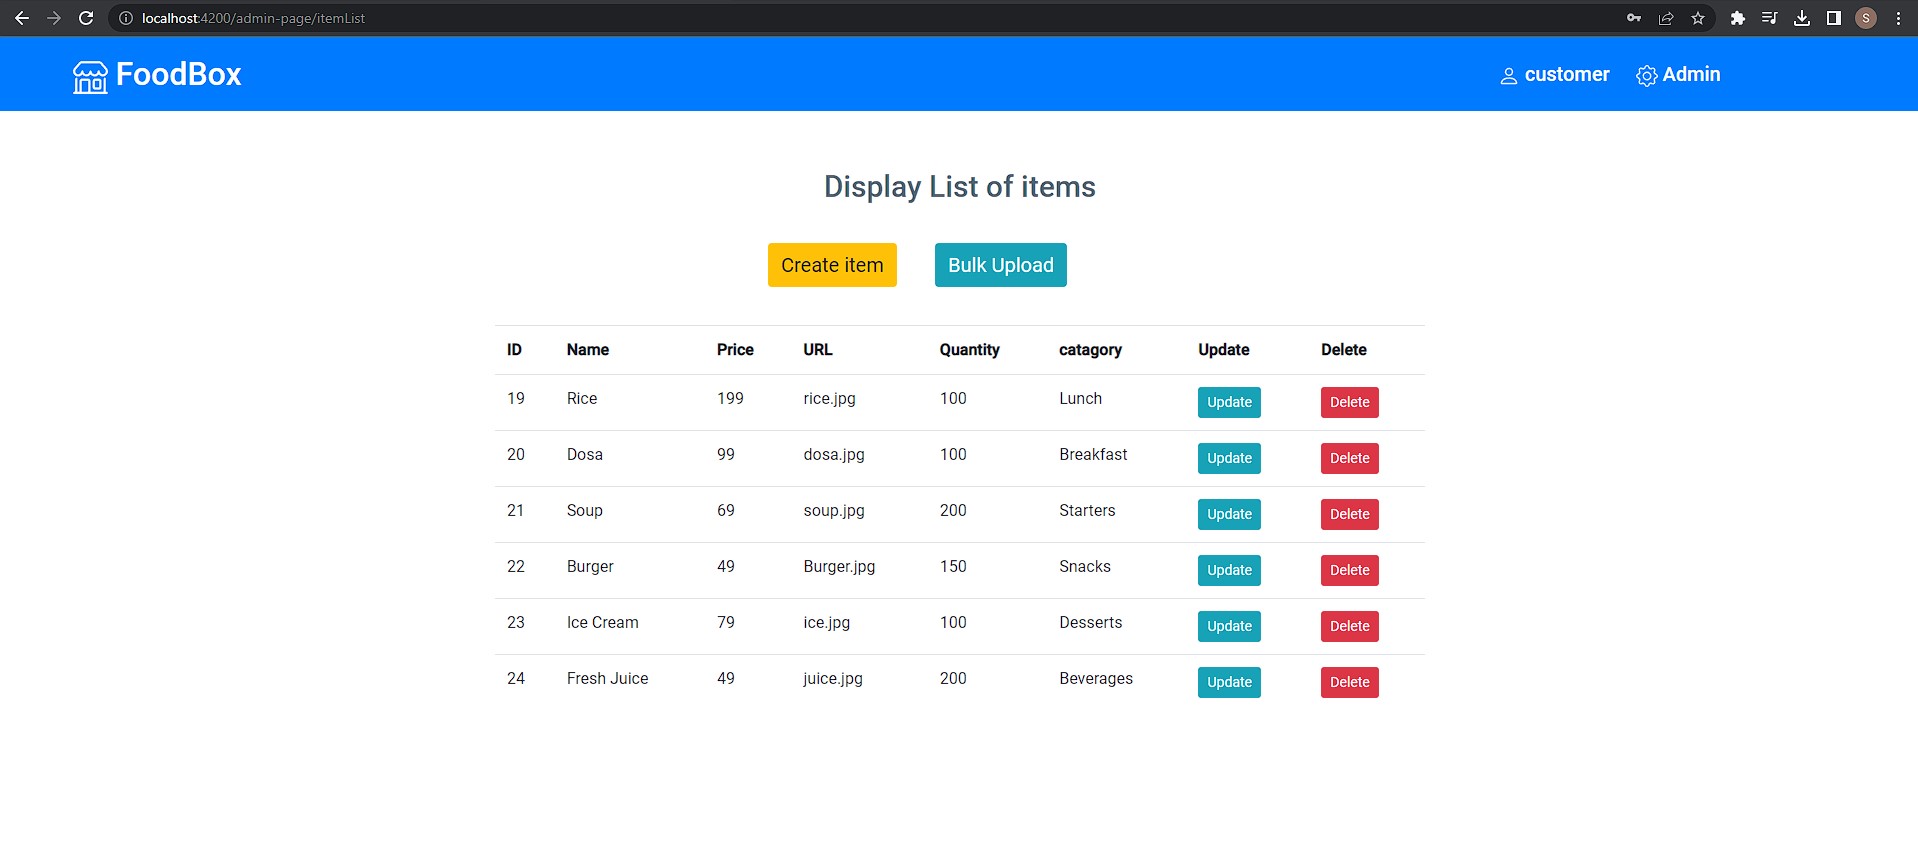 localhost:4200/admin-page/itemList
S
FoodBox
customer Admin
Display List of items
Create item Bulk Upload
ID Name Price URL Quantity catagory Update Delete
19 Rice 199 rice.jpg 100 Lunch Update Delete
20 Dosa 99 dosa.jpg 100 Breakfast Update Delete
21 Soup 69 soup.jpg 200 Starters Update Delete
22 Burger 49 Burger.jpg 150 Snacks Update Delete
23 Ice Cream 79 ice.jpg 100 Desserts Update Delete
24 Fresh Juice 49 juice.jpg 200 Beverages Update Delete